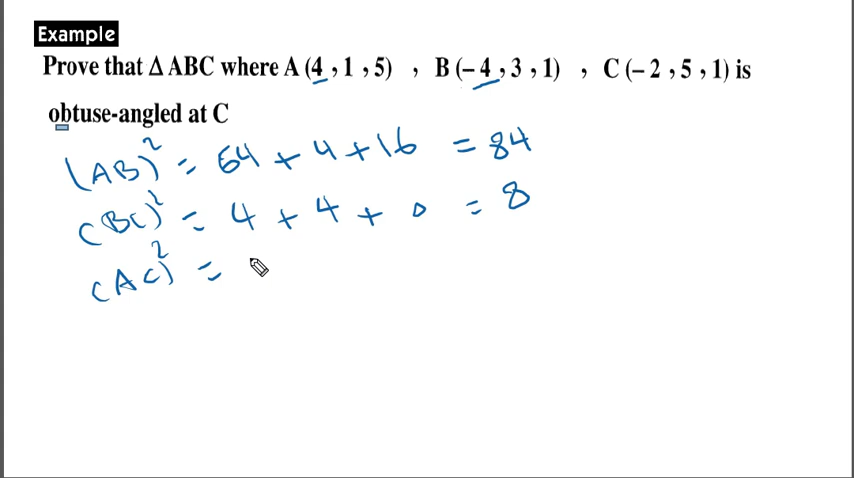 Example
Prove that Δ ABC where A (4 , 1 , 5) , B (– 4 , 3 , 1) , C (– 2 , 5 , 1) is
obtuse-angled at C
(AB)² = 64 + 4 + 16 = 84
(BC)² = 4 + 4 + 0 = 8
(AC)² =